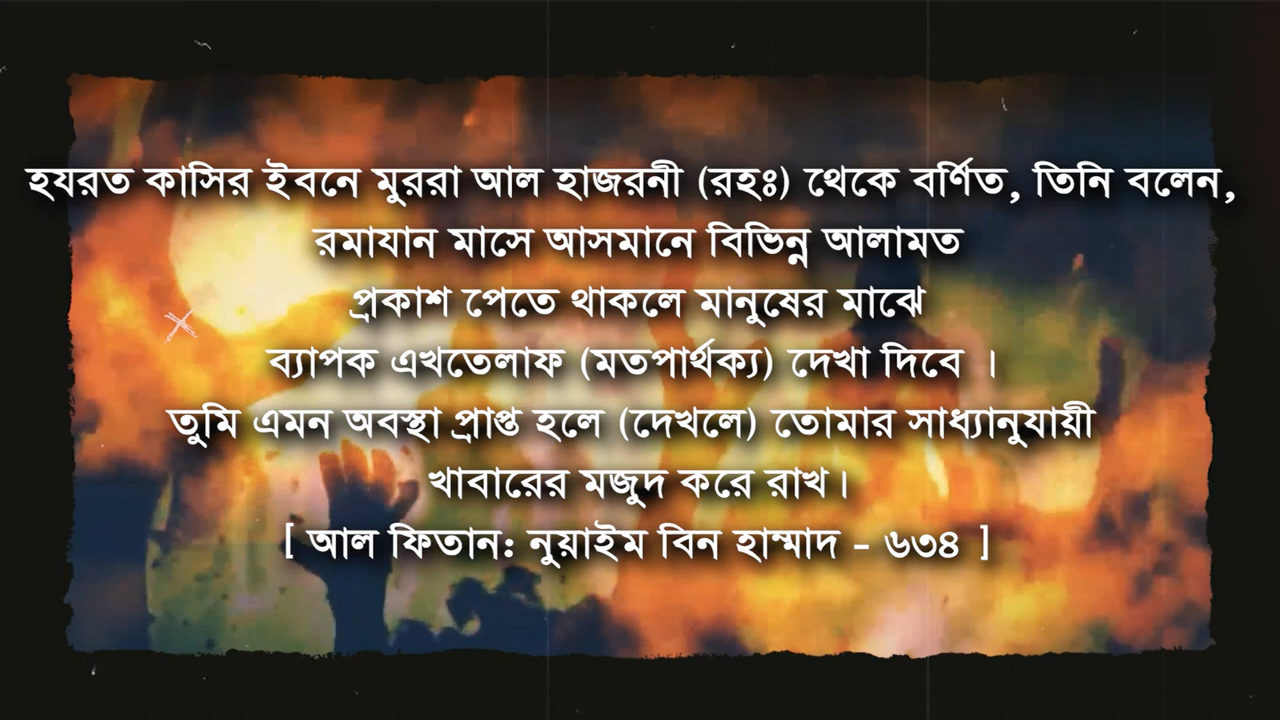 হযরত কাসির ইবনে মুররা আল হাজরনী (রহঃ) থেকে বর্ণিত, তিনি বলেন,
রমাযান মাসে আসমানে বিভিন্ন আলামত
প্রকাশ পেতে থাকলে মানুষের মাঝে
ব্যাপক এখতেলাফ (মতপার্থক্য) দেখা দিবে ।
তুমি এমন অবস্থা প্রাপ্ত হলে (দেখলে) তোমার সাধ্যানুযায়ী
খাবারের মজুদ করে রাখ।
[ আল ফিতান: নুয়াইম বিন হাম্মাদ - ৬৩৪ ]